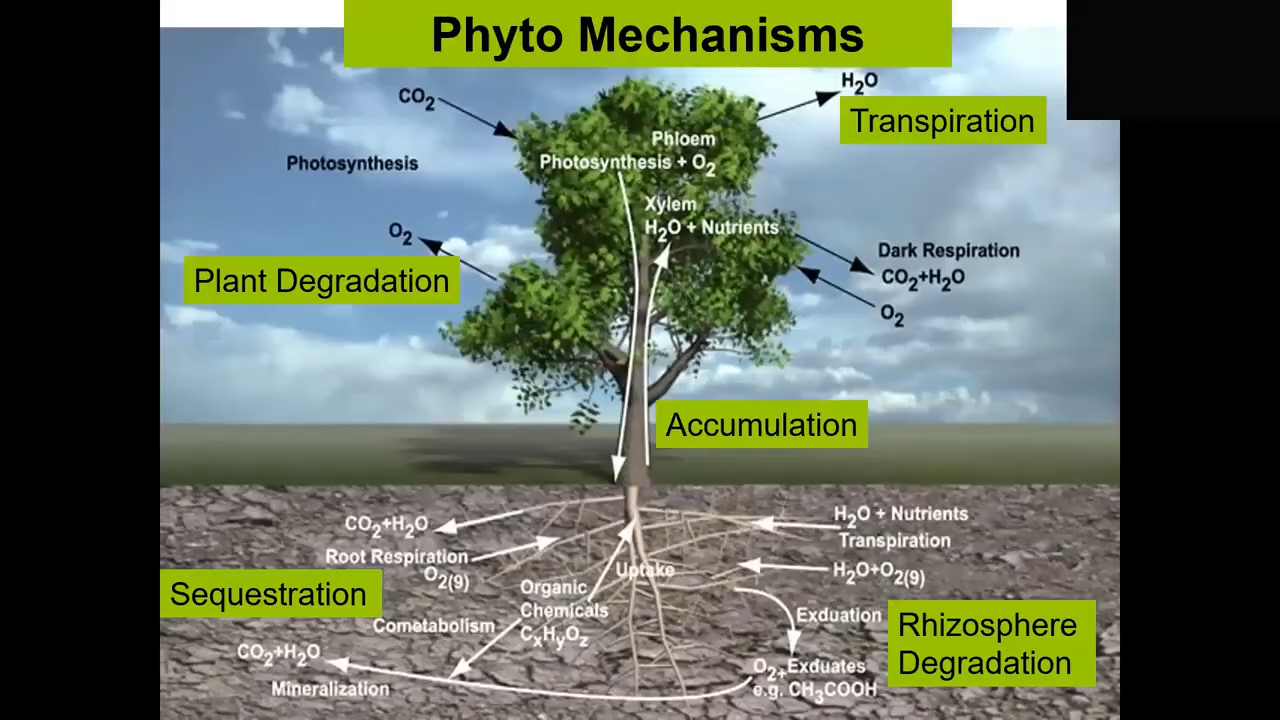 Phyto Mechanisms
CO2
H2O
Transpiration
Phloem
Photosynthesis + O2
Photosynthesis
Xylem
H2O + Nutrients
O2
Dark Respiration
CO2+H2O
Plant Degradation
O2
Accumulation
CO2+H2O
H2O + Nutrients
Transpiration
Root Respiration
O2(9)
Uptake
H2O+O2(9)
Sequestration
Organic
Chemicals
CxHyOz
Cometabolism
Exduation
Rhizosphere
Degradation
CO2+H2O
Mineralization
O2+Exduates
e.g. CH3COOH